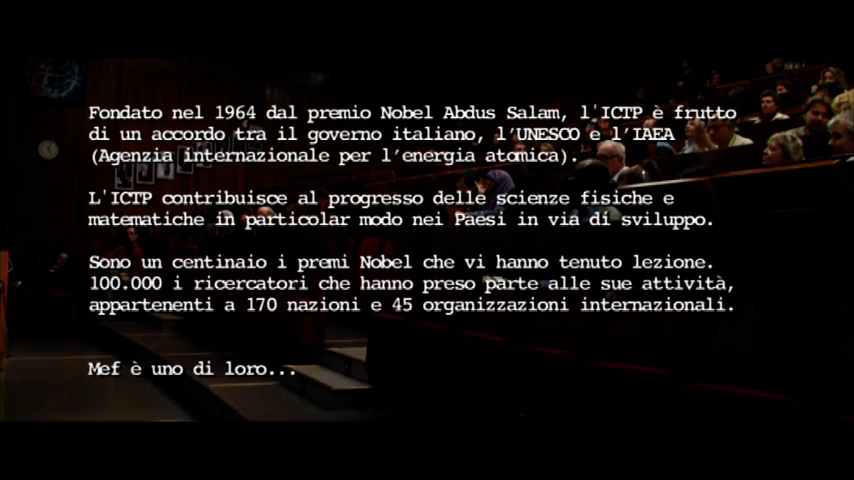 Fondato nel 1964 dal premio Nobel Abdus Salam, l'ICTP è frutto
di un accordo tra il governo italiano, l’UNESCO e l’IAEA
(Agenzia internazionale per l’energia atomica).
L'ICTP contribuisce al progresso delle scienze fisiche e
matematiche in particolar modo nei Paesi in via di sviluppo.
Sono un centinaio i premi Nobel che vi hanno tenuto lezione.
100.000 i ricercatori che hanno preso parte alle sue attività,
appartenenti a 170 nazioni e 45 organizzazioni internazionali.
Mef è uno di loro...